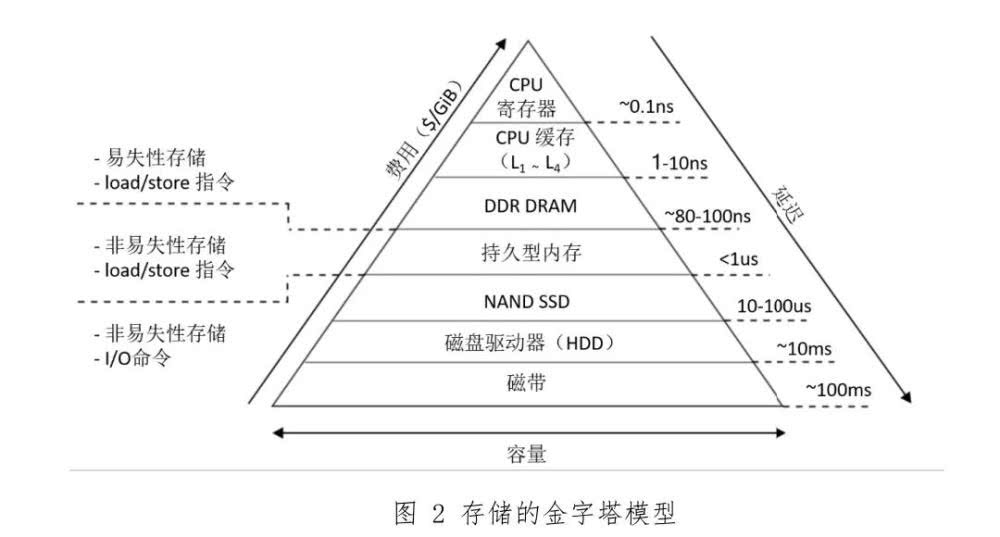 CPU
寄存器
~0.1ns
费用（$/GiB）
CPU 缓存
（L₁ ~ L₄）
1-10ns
- 易失性存储
- load/store 指令
延迟
DDR DRAM
~80-100ns
- 非易失性存储
- load/store 指令
持久型内存
<1us
NAND SSD
10-100us
- 非易失性存储
- I/O命令
磁盘驱动器（HDD）
~10ms
磁带
~100ms
容量
图 2 存储的金字塔模型